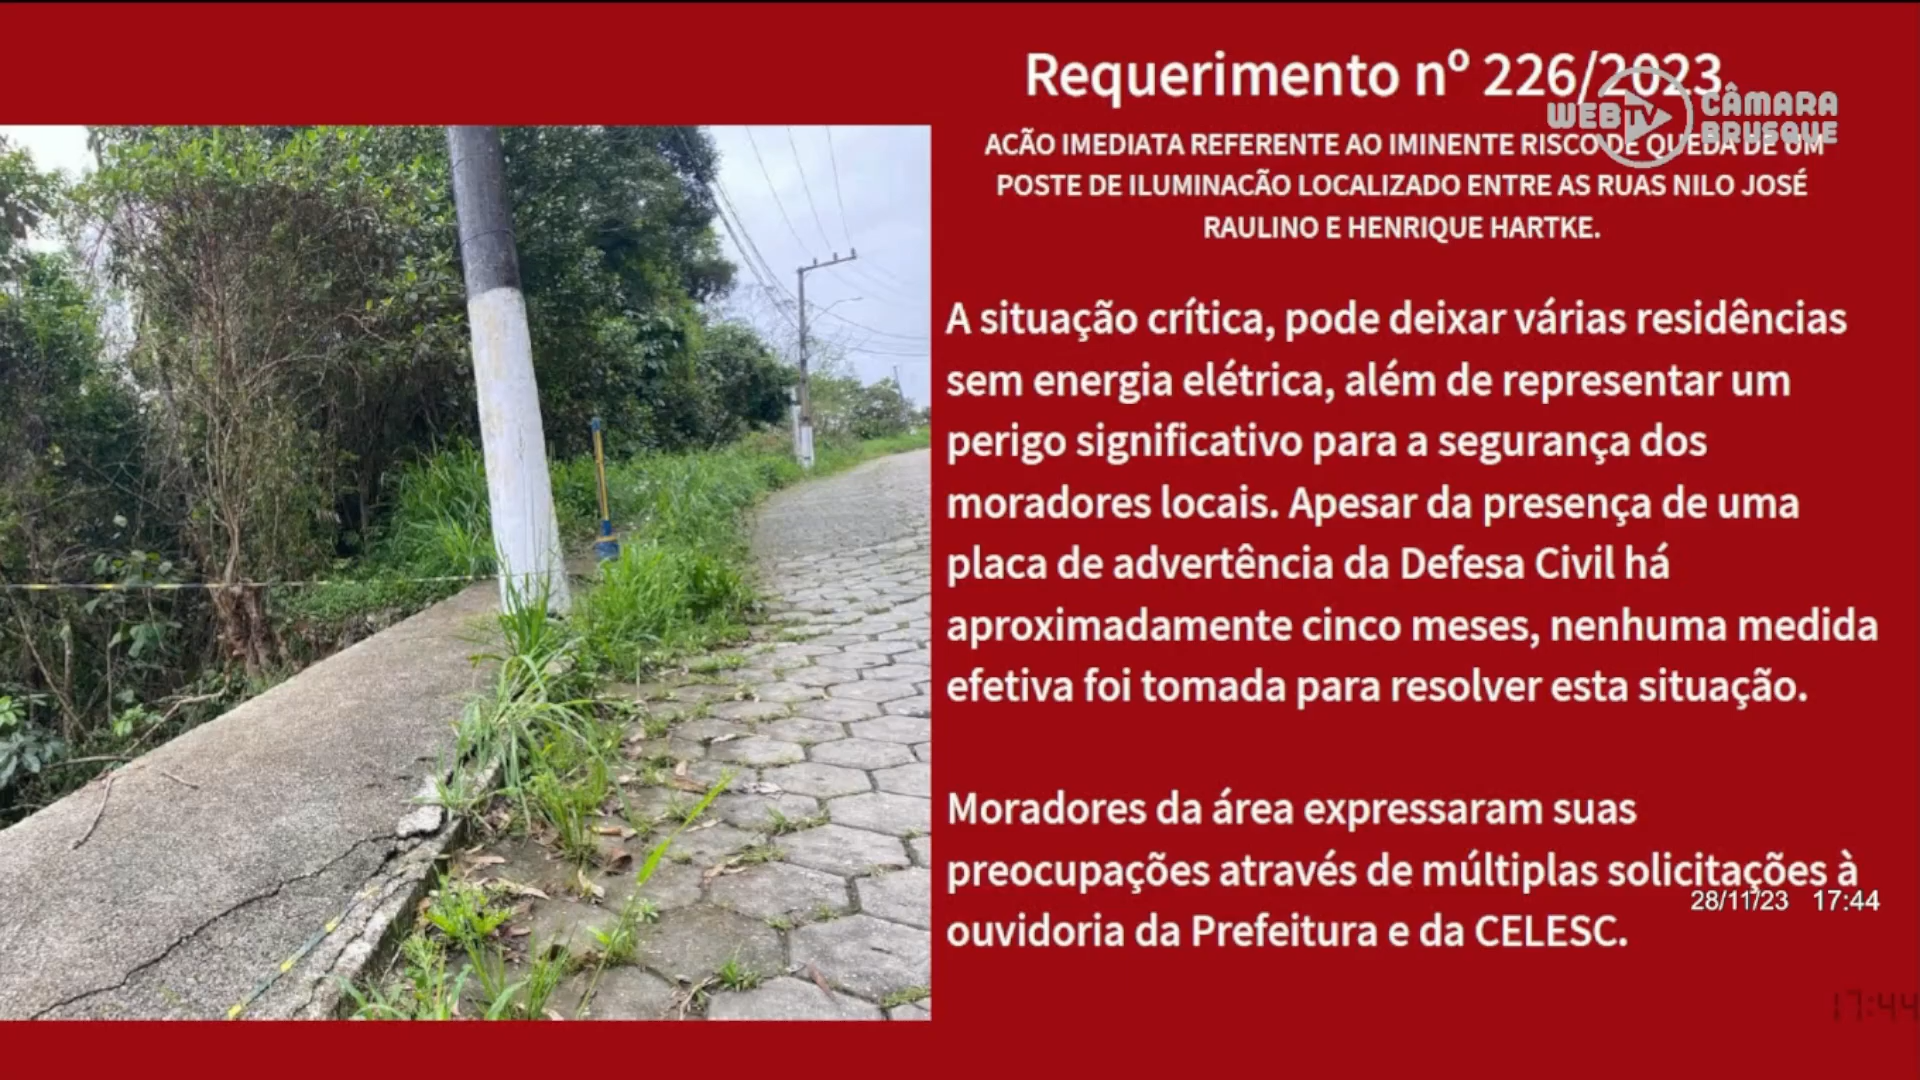 Requerimento nº 226/2023
WEBTV CÂMARA BRUSQUE
ACÃO IMEDIATA REFERENTE AO IMINENTE RISCO DE QUEDA DE UM
POSTE DE ILUMINACÃO LOCALIZADO ENTRE AS RUAS NILO JOSÉ
RAULINO E HENRIQUE HARTKE.
A situação crítica, pode deixar várias residências
sem energia elétrica, além de representar um
perigo significativo para a segurança dos
moradores locais. Apesar da presença de uma
placa de advertência da Defesa Civil há
aproximadamente cinco meses, nenhuma medida
efetiva foi tomada para resolver esta situação.
Moradores da área expressaram suas
preocupações através de múltiplas solicitações à
28/11/23 17:44
ouvidoria da Prefeitura e da CELESC.
17:44